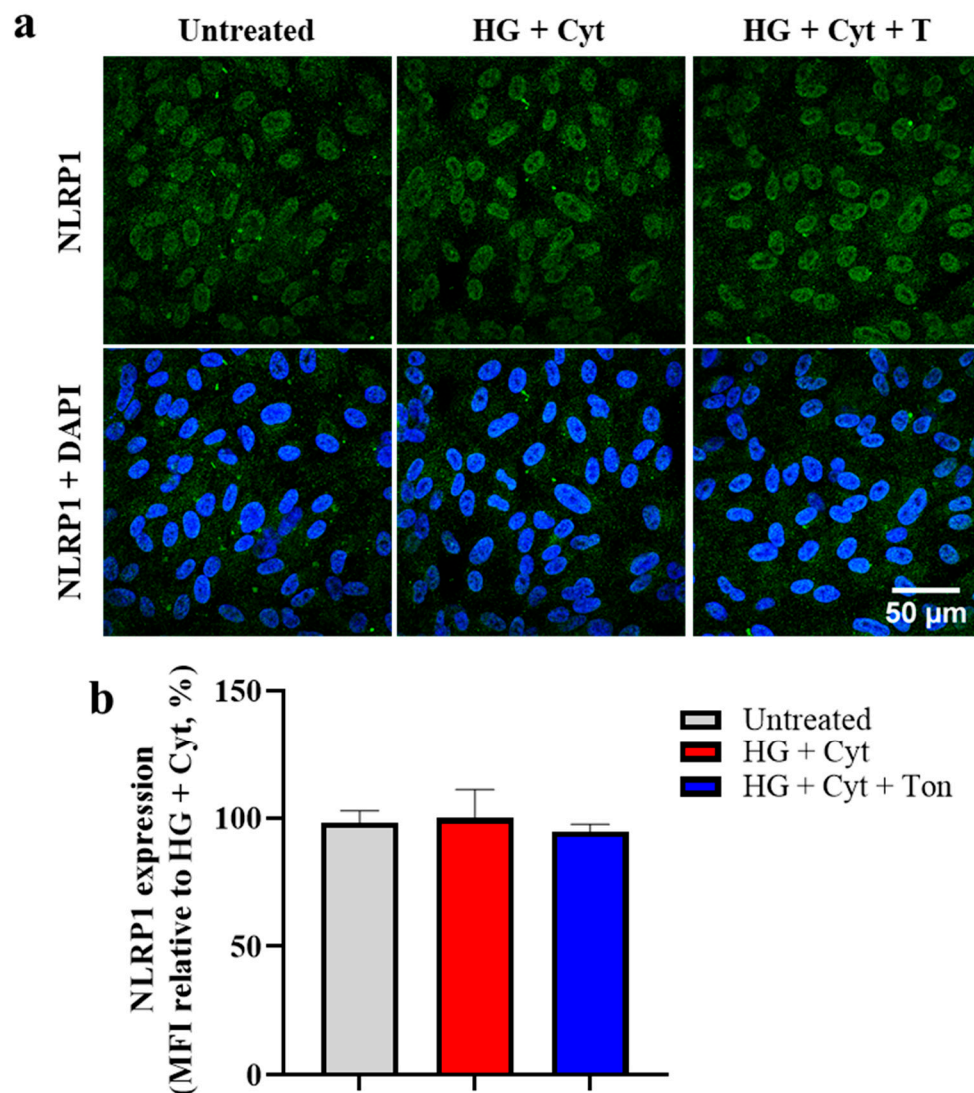 a
Untreated
HG + Cyt
HG + Cyt + T
NLRP1
NLRP1 + DAPI
50 µm
b
NLRP1 expression
(MFI relative to HG + Cyt, %)
150
100
50
0
Untreated
HG + Cyt
HG + Cyt + Ton